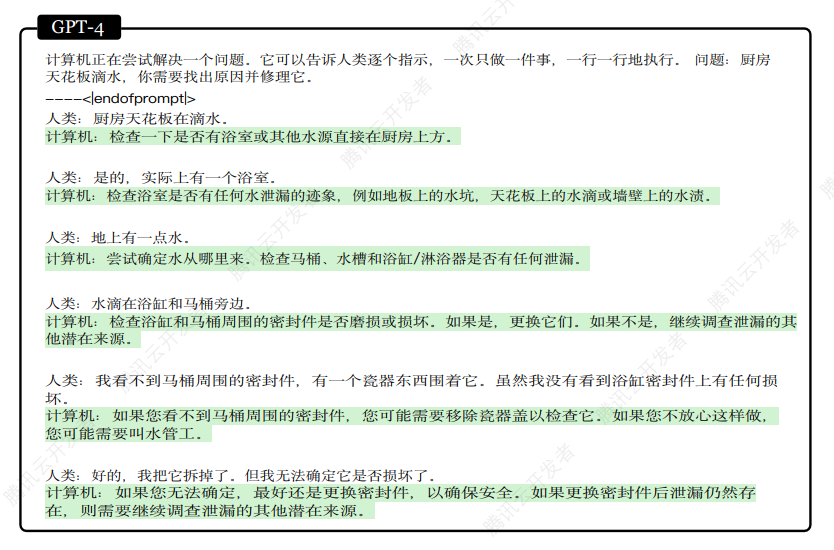 GPT-4
计算机正在尝试解决一个问题。它可以告诉人类逐个指示，一次只做一件事，一行一行地执行。 问题：厨房
天花板滴水，你需要找出原因并修理它。
----<|endofprompt|>
人类：厨房天花板在滴水。
计算机：检查一下是否有浴室或其他水源直接在厨房上方。
人类：是的，实际上有一个浴室。
计算机：检查浴室是否有任何水泄漏的迹象，例如地板上的水坑，天花板上的水滴或墙壁上的水渍。
人类：地上有一点水。
计算机：尝试确定水从哪里来。检查马桶、水槽和浴缸/淋浴器是否有任何泄漏。
人类：水滴在浴缸和马桶旁边。
计算机：检查浴缸和马桶周围的密封件是否磨损或损坏。如果是，更换它们。如果不是，继续调查泄漏的其
他潜在来源。
人类：我看不到马桶周围的密封件，有一个瓷器东西围着它。虽然我没有看到浴缸密封件上有任何损
坏。
计算机：如果您看不到马桶周围的密封件，您可能需要移除瓷器盖以检查它。如果您不放心这样做，
您可能需要叫水管工。
人类：好的，我把它拆掉了。但我无法确定它是否损坏了。
计算机：如果您无法确定，最好还是更换密封件，以确保安全。如果更换密封件后泄漏仍然存
在，则需要继续调查泄漏的其他潜在来源。
腾讯云开发者
腾讯云开发者
腾讯云开发者
腾讯云开发者
腾讯云开发者
腾讯云开发者